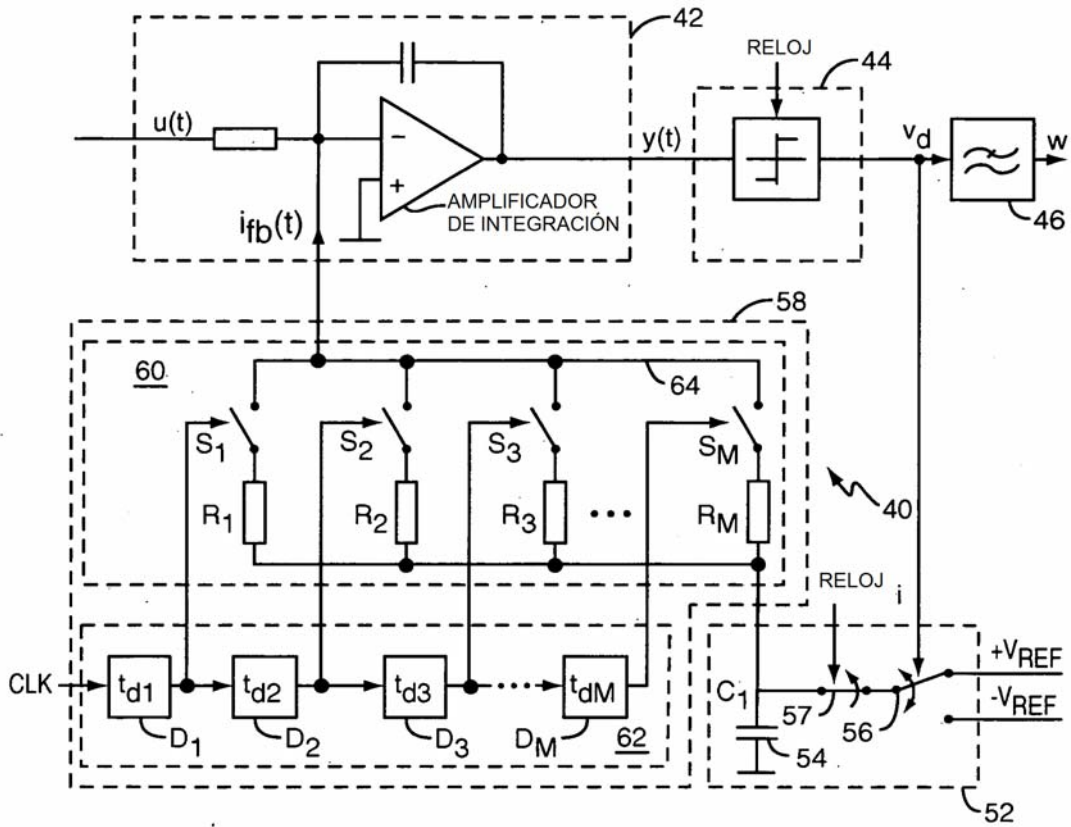 42
RELOJ
44
u(t)
y(t)
v_d
w
−
+
AMPLIFICADOR
DE INTEGRACIÓN
46
i_fb(t)
58
60
64
S_1
S_2
S_3
S_M
R_1
R_2
R_3
...
R_M
40
RELOJ
i
CLK
t_d1
t_d2
t_d3
t_dM
D_1
D_2
D_3
D_M
62
C_1
57
56
54
+V_REF
-V_REF
52